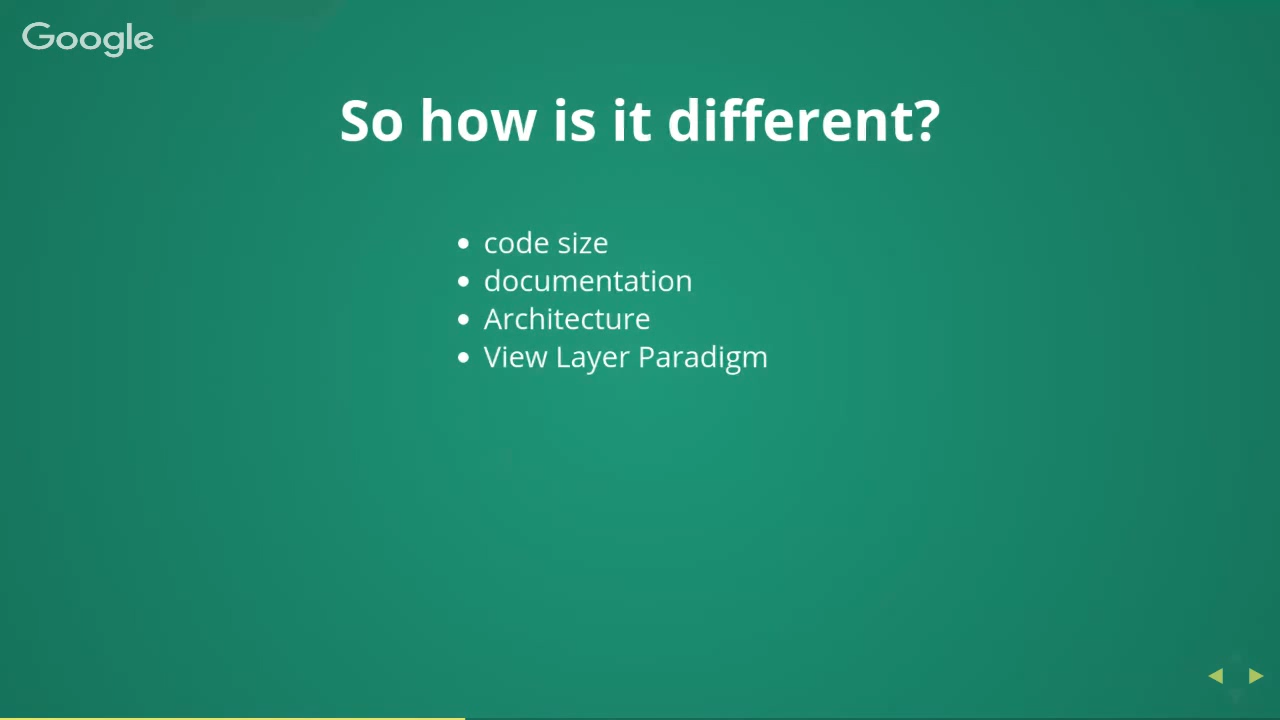 Google
So how is it different?
code size
documentation
Architecture
View Layer Paradigm